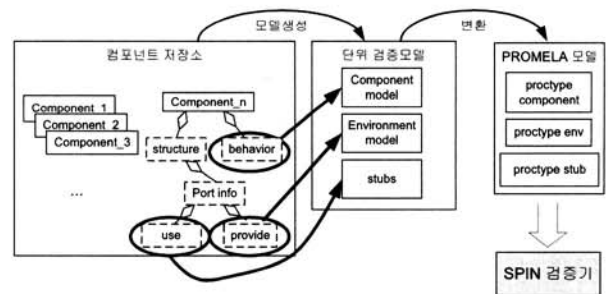 모델생성
변환
컴포넌트 저장소
단위 검증모델
PROMELA 모델
Component_1
Component_2
Component_3
...
Component_n
structure
behavior
Port info
use
provide
Component
model
Environment
model
stubs
proctype
component
proctype env
proctype stub
SPIN 검증기